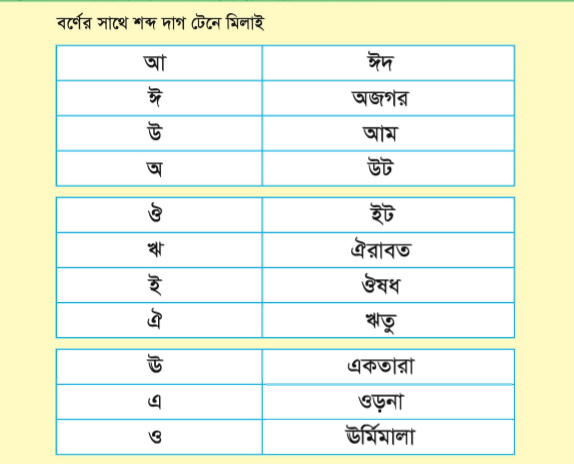 বর্ণের সাথে শব্দ দাগ টেনে মিলাই
আ ঈদ
ঈ অজগর
উ আম
অ উট
ঔ ইট
ঋ ঐরাবত
ই ঔষধ
ঐ ঋতু
ঊ একতারা
এ ওড়না
ও ঊর্মিমালা